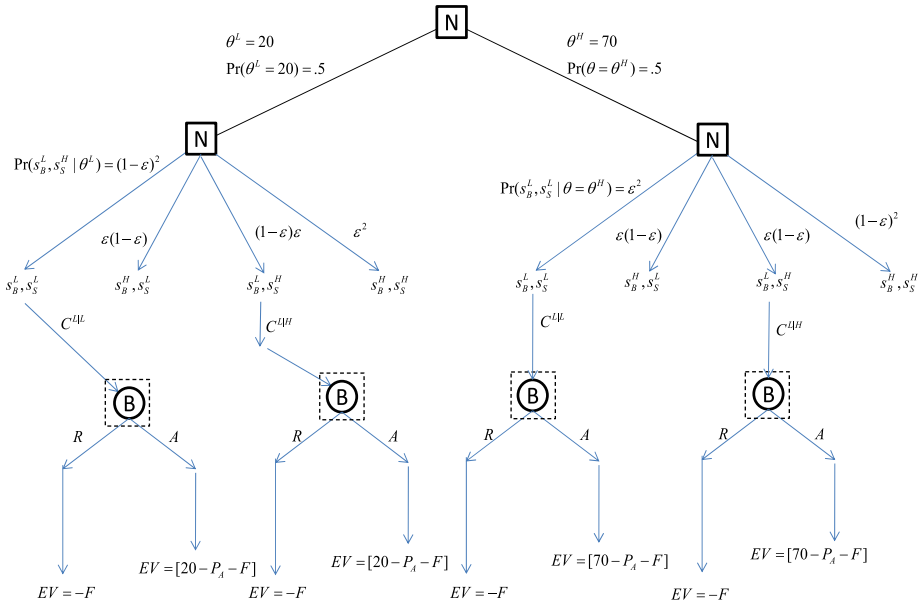 N
θ^L = 20
θ^H = 70
Pr(θ^L = 20) = .5
Pr(θ = θ^H) = .5
N
N
Pr(s_B^L, s_S^H | θ^L) = (1−ε)^2
ε(1−ε)
(1−ε)ε
ε^2
Pr(s_B^L, s_S^L | θ = θ^H) = ε^2
ε(1−ε)
ε(1−ε)
(1−ε)^2
s_B^L, s_S^L
s_B^H, s_S^L
s_B^L, s_S^H
s_B^H, s_S^H
s_B^L, s_S^L
s_B^H, s_S^L
s_B^L, s_S^H
s_B^H, s_S^H
C^{L|L}
C^{L|H}
C^{L|L}
C^{L|H}
B
B
B
B
R
A
R
A
R
A
R
A
EV = [20−P_A−F]
EV = [20−P_A−F]
EV = [70−P_A−F]
EV = [70−P_A−F]
EV = −F
EV = −F
EV = −F
EV = −F